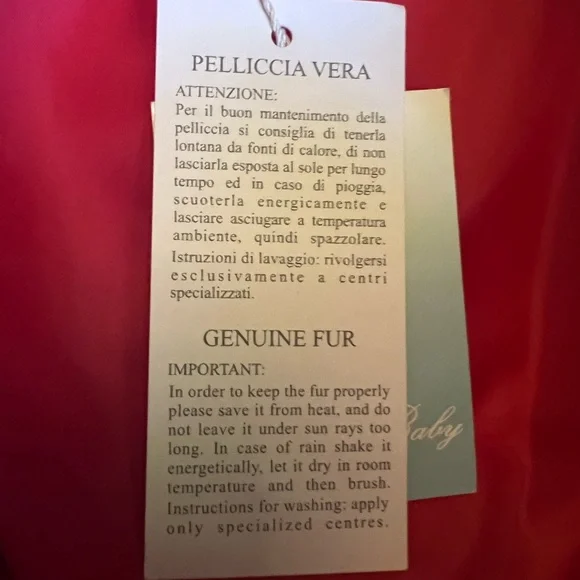 PELLICCIA VERA
ATTENZIONE:
Per il buon mantenimento della
pelliccia si consiglia di tenerla
lontana da fonti di calore, di non
lasciarla esposta al sole per lungo
tempo ed in caso di pioggia,
scuoterla energicamente e
lasciare asciugare a temperatura
ambiente, quindi spazzolare.
Istruzioni di lavaggio: rivolgersi
esclusivamente a centri
specializzati.
GENUINE FUR
IMPORTANT:
In order to keep the fur properly
please save it from heat, and do
not leave it under sun rays too
long. In case of rain shake it
energetically, let it dry in room
temperature and then brush.
Instructions for washing: apply
only specialized centres.
Baby